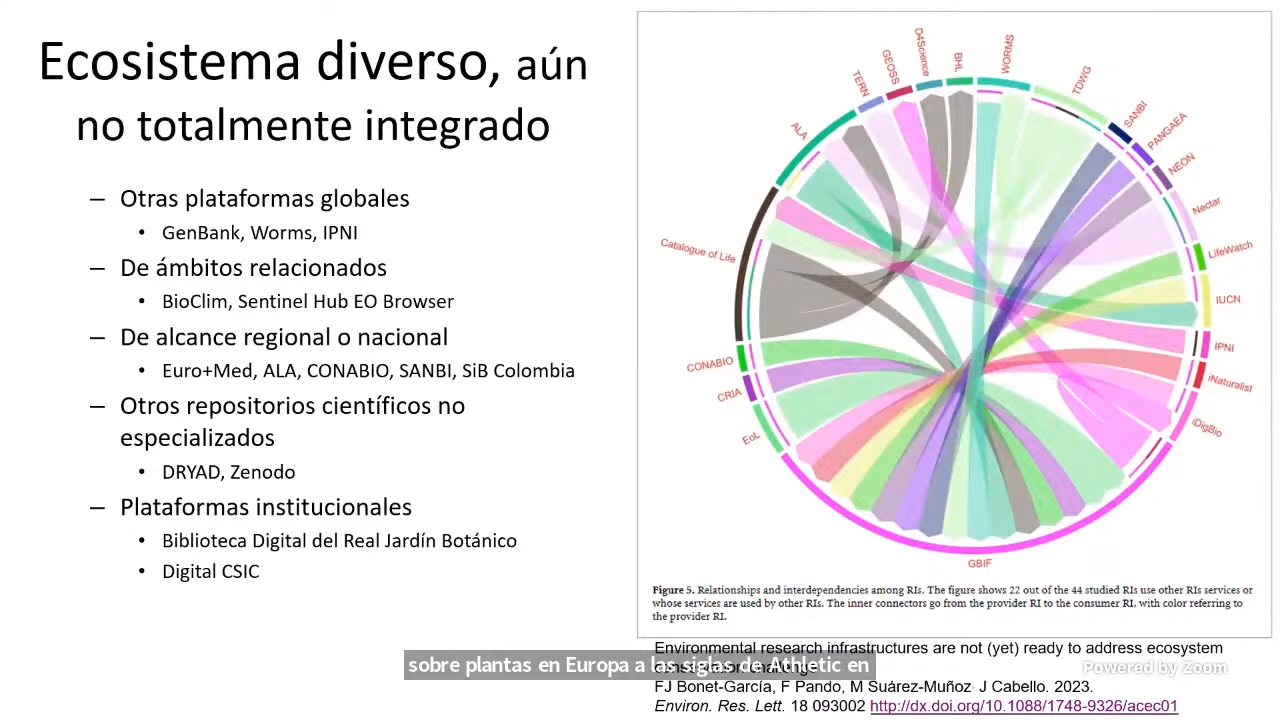 Ecosistema diverso, aún
no totalmente integrado
– Otras plataformas globales
• GenBank, Worms, IPNI
– De ámbitos relacionados
• BioClim, Sentinel Hub EO Browser
– De alcance regional o nacional
• Euro+Med, ALA, CONABIO, SANBI, SiB Colombia
– Otros repositorios científicos no
especializados
• DRYAD, Zenodo
– Plataformas institucionales
• Biblioteca Digital del Real Jardín Botánico
• Digital CSIC
ALA
TERN
GEOSS
D4Science
BHL
WORMS
TDWG
SANBI
PANGAEA
NEON
Nectar
LifeWatch
IUCN
IPNI
iNaturalist
iDigBio
GBIF
EoL
CRIA
CONABIO
Catalogue of Life
Figure 5. Relationships and interdependencies among RIs. The figure shows 22 out of the 44 studied RIs use other RIs services or
whose services are used by other RIs. The inner connectors go from the provider RI to the consumer RI, with color referring to
the provider RI.
Environmental research infrastructures are not (yet) ready to address ecosystem
sobre plantas en Europa a las siglas de Athletic en
Powered by Zoom
FJ Bonet-García, F Pando, M Suárez-Muñoz, J Cabello. 2023.
Environ. Res. Lett. 18 093002 http://dx.doi.org/10.1088/1748-9326/acec01